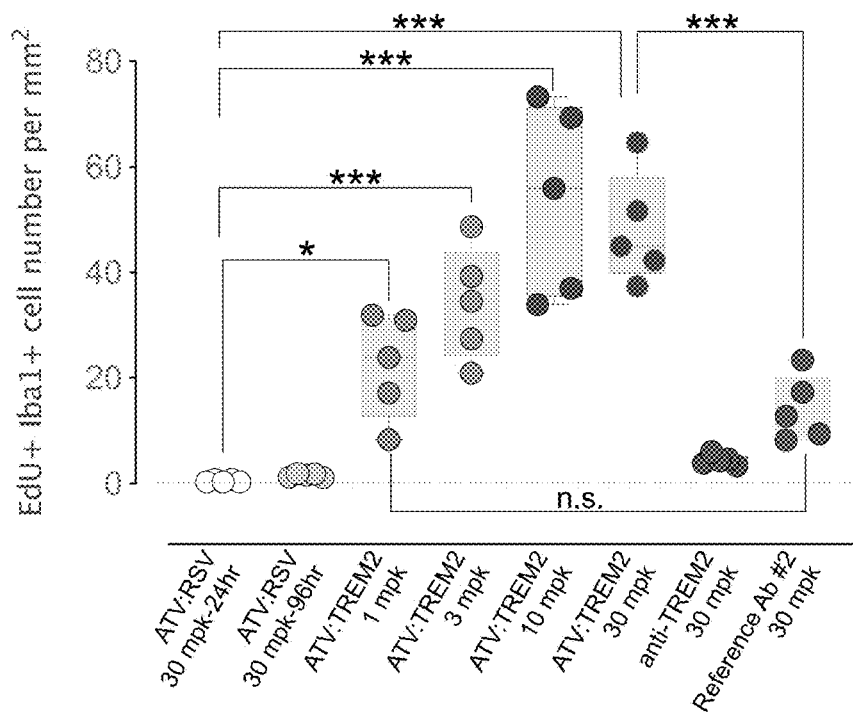 EdU+ Iba1+ cell number per mm²
80
60
40
20
0
***
***
***
***
*
n.s.
ATV:RSV
30 mpk-24hr
ATV:RSV
30 mpk-96hr
ATV:TREM2
1 mpk
ATV:TREM2
3 mpk
ATV:TREM2
10 mpk
ATV:TREM2
30 mpk
anti-TREM2
30 mpk
Reference Ab #2
30 mpk